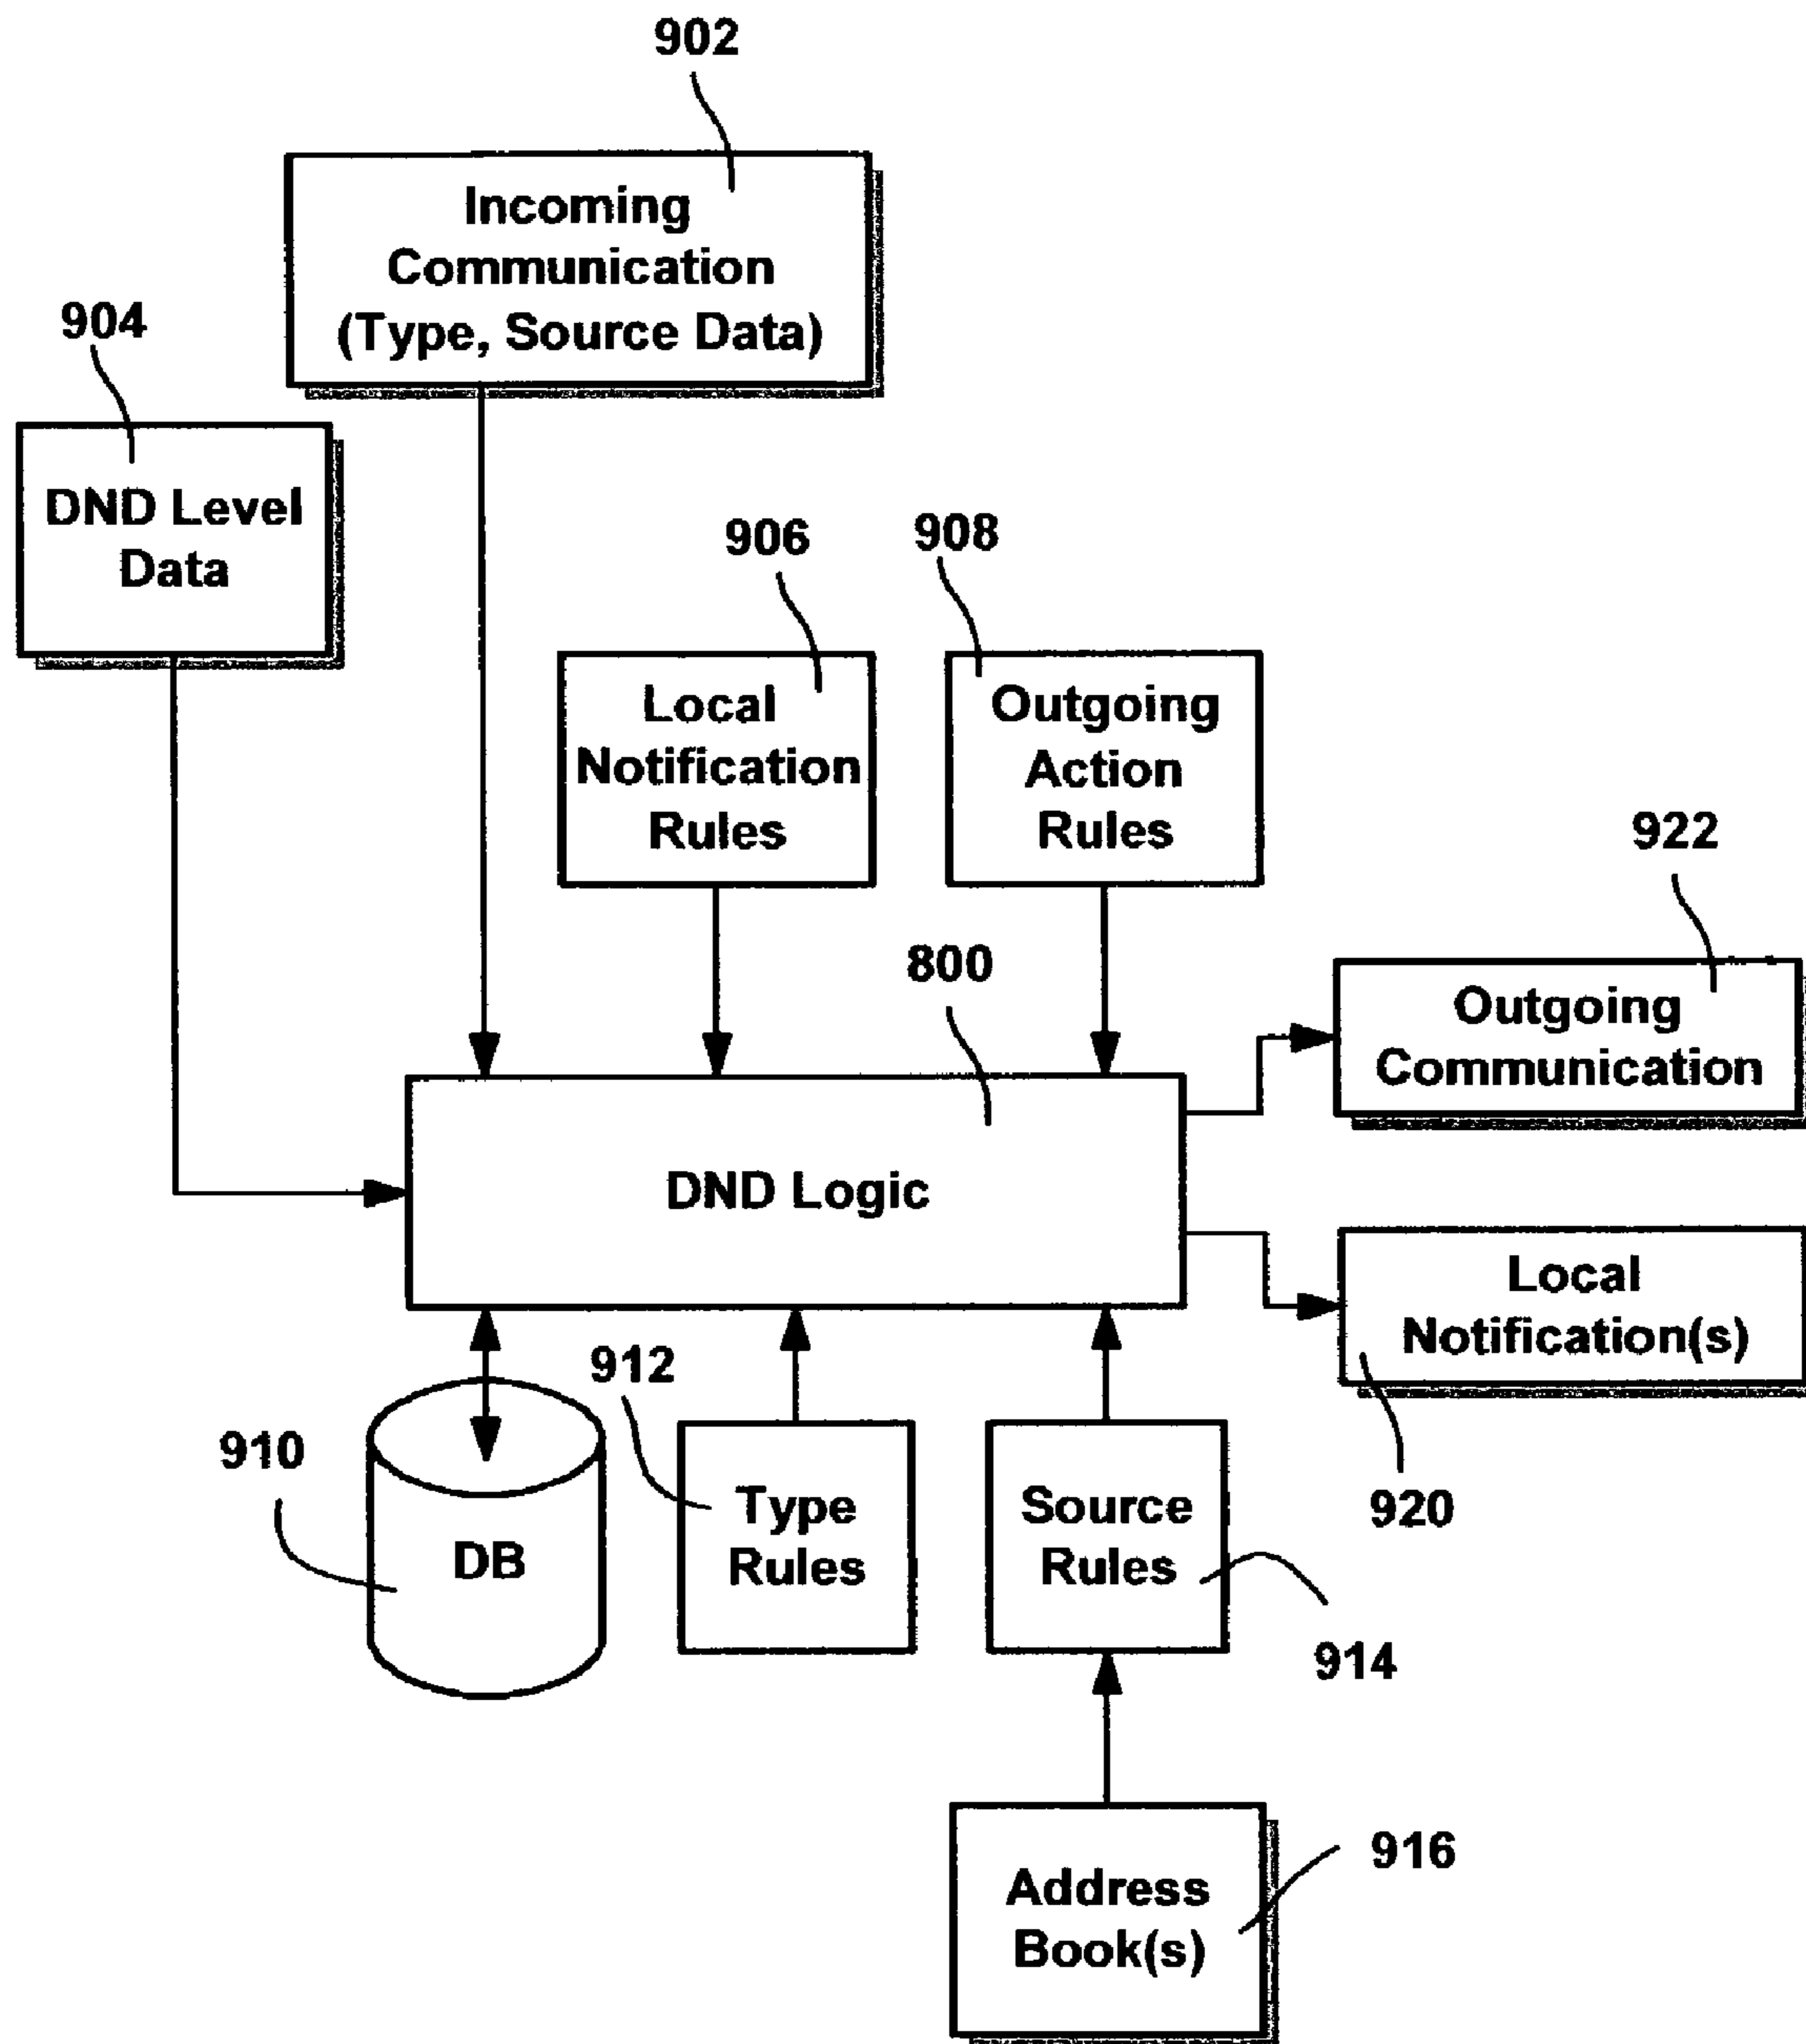 902
Incoming
Communication
(Type, Source Data)
904
DND Level
Data
906
908
Local
Notification
Rules
Outgoing
Action
Rules
922
800
Outgoing
Communication
DND Logic
Local
Notification(s)
912
910
920
Type
Rules
Source
Rules
DB
914
916
Address
Book(s)